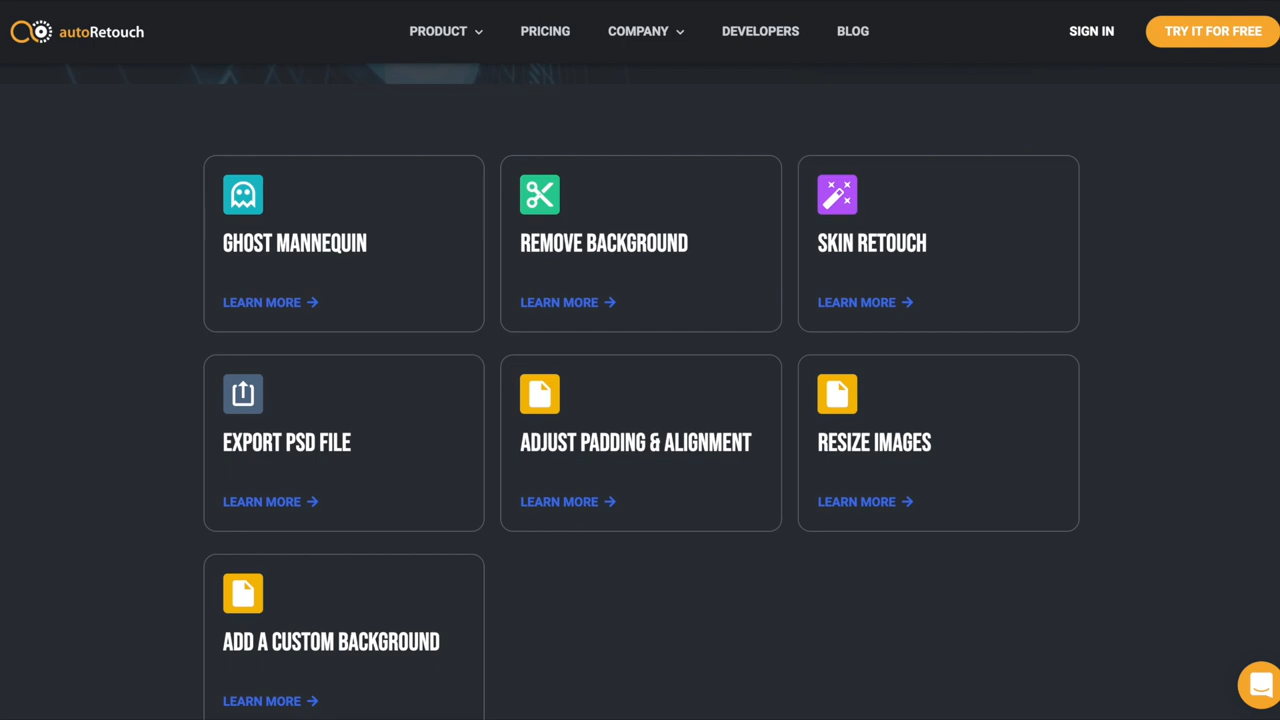 autoRetouch
PRODUCT
PRICING
COMPANY
DEVELOPERS
BLOG
SIGN IN
TRY IT FOR FREE
GHOST MANNEQUIN
LEARN MORE
REMOVE BACKGROUND
LEARN MORE
SKIN RETOUCH
LEARN MORE
EXPORT PSD FILE
LEARN MORE
ADJUST PADDING & ALIGNMENT
LEARN MORE
RESIZE IMAGES
LEARN MORE
ADD A CUSTOM BACKGROUND
LEARN MORE